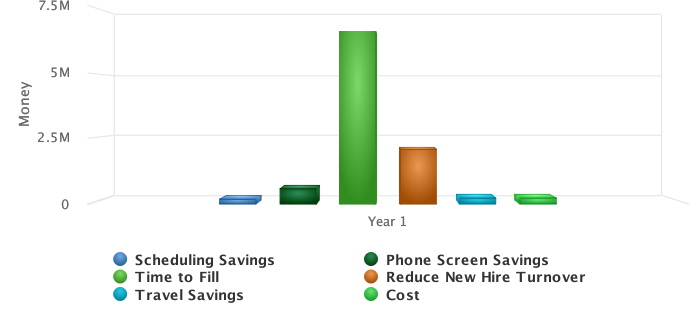 7.5M
5M
2.5M
0
Money
Year 1
Scheduling Savings
Phone Screen Savings
Time to Fill
Reduce New Hire Turnover
Travel Savings
Cost